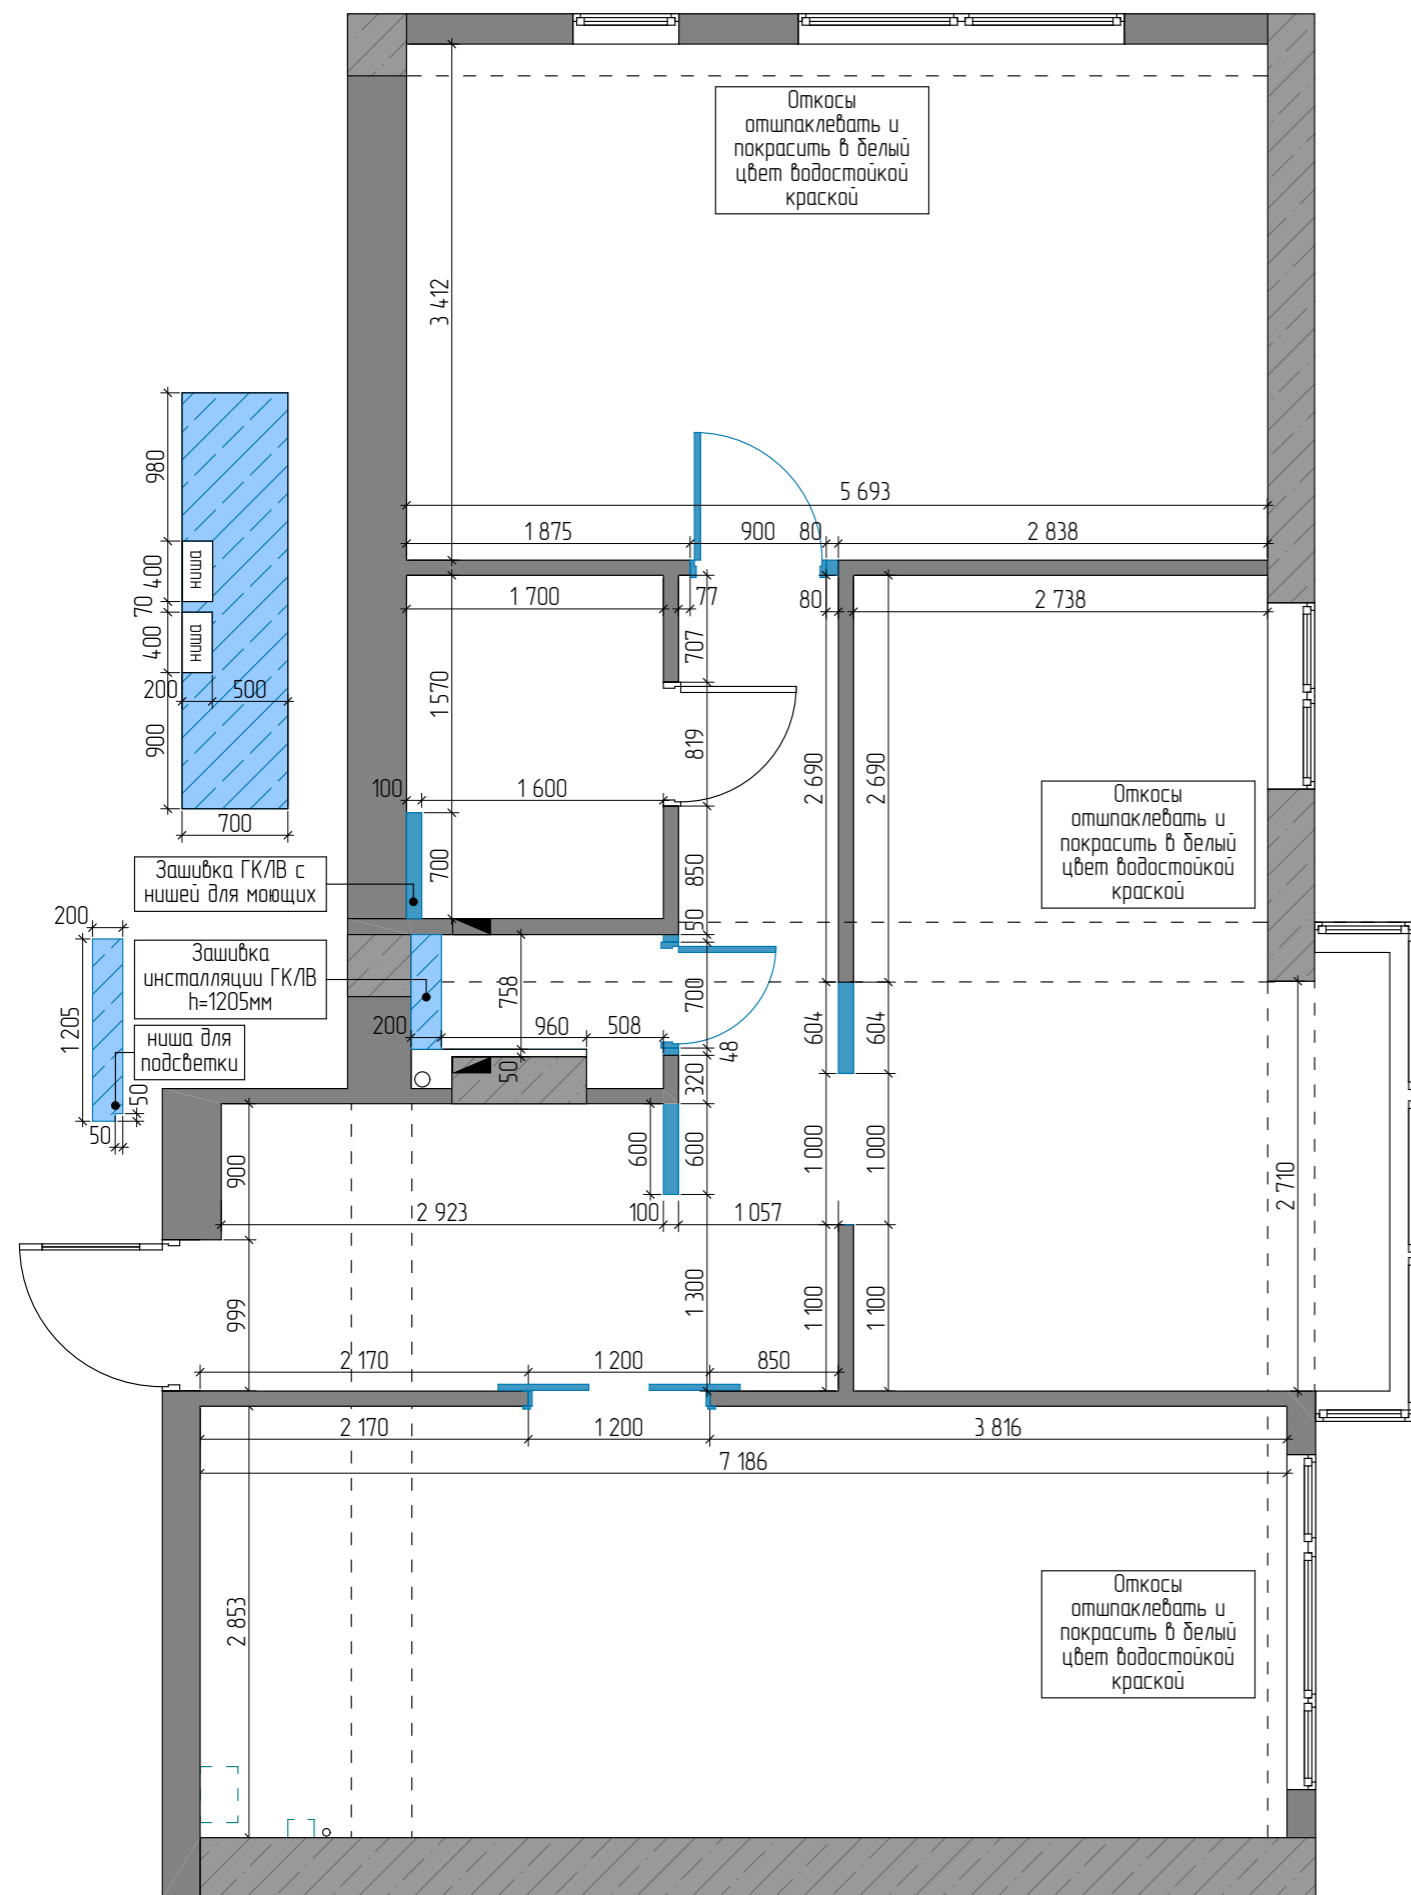 Откосы
отшпаклевать и
покрасить в белый
цвет водостойкой
краской
3 412
5 693
1 875
900
80
2 838
980
400
70
400
ниша
ниша
200
500
900
700
1 700
77
80
2 738
707
1 570
819
2 690
2 690
100
1 600
700
850
50
Откосы
отшпаклевать и
покрасить в белый
цвет водостойкой
краской
Зашивка ГКЛВ с
нишей для моющих
200
Зашивка
инсталляции ГКЛВ
h=1205мм
1 205
ниша для
подсветки
50
50
758
700
200
960
508
48
50
320
604
604
600
600
1 000
1 000
900
2 923
100
1 057
2 710
999
1 300
1 100
1 100
2 170
1 200
850
2 170
1 200
3 816
7 186
2 853
Откосы
отшпаклевать и
покрасить в белый
цвет водостойкой
краской